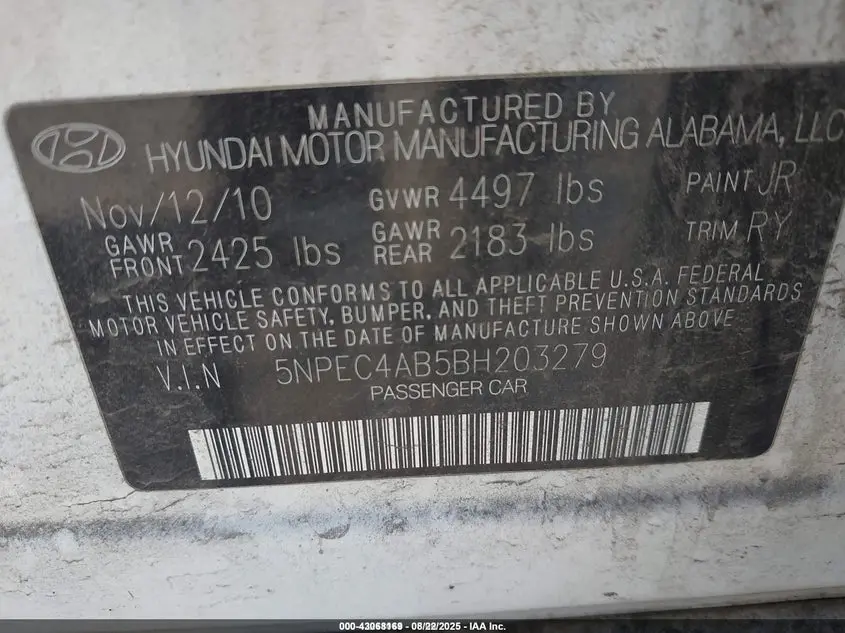 MANUFACTURED BY
HYUNDAI MOTOR MANUFACTURING ALABAMA, LLC
Nov/12/10 GVWR 4497 lbs PAINT JR
GAWR FRONT 2425 lbs GAWR REAR 2183 lbs TRIM RY
THIS VEHICLE CONFORMS TO ALL APPLICABLE U.S.A. FEDERAL
MOTOR VEHICLE SAFETY, BUMPER, AND THEFT PREVENTION STANDARDS
IN EFFECT ON THE DATE OF MANUFACTURE SHOWN ABOVE
V.I.N 5NPEC4AB5BH203279
PASSENGER CAR
08/22/2025 - IAA Inc.